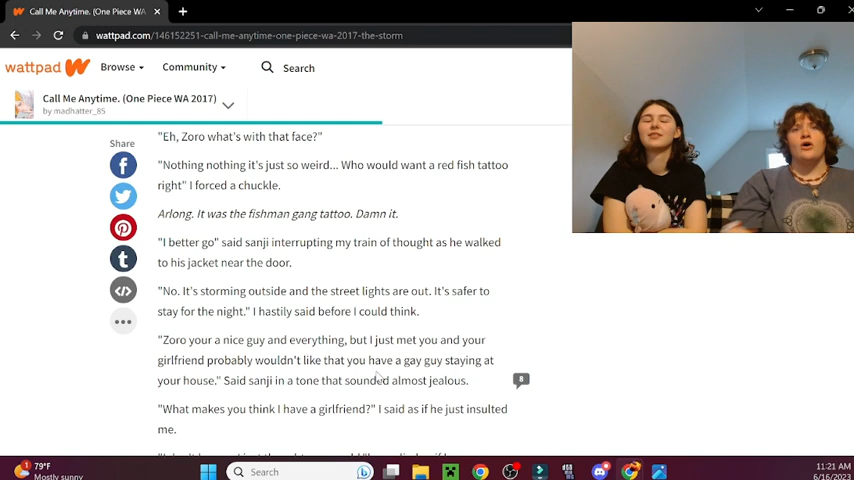 Call Me Anytime. (One Piece WA
wattpad.com/146152251-call-me-anytime-one-piece-wa-2017-the-storm
wattpad
Browse
Community
Search
Call Me Anytime. (One Piece WA 2017)
by madhatter_85
Share
"Eh, Zoro what's with that face?"
"Nothing nothing it's just so weird... Who would want a red fish tattoo
right" I forced a chuckle.
Arlong. It was the fishman gang tattoo. Damn it.
"I better go" said sanji interrupting my train of thought as he walked
to his jacket near the door.
"No. It's storming outside and the street lights are out. It's safer to
stay for the night." I hastily said before I could think.
"Zoro your a nice guy and everything, but I just met you and your
girlfriend probably wouldn't like that you have a gay guy staying at
your house." Said sanji in a tone that sounded almost jealous.
8
"What makes you think I have a girlfriend?" I said as if he just insulted
me.
1
79°F
Mostly sunny
Search
11:21 AM
6/16/2023